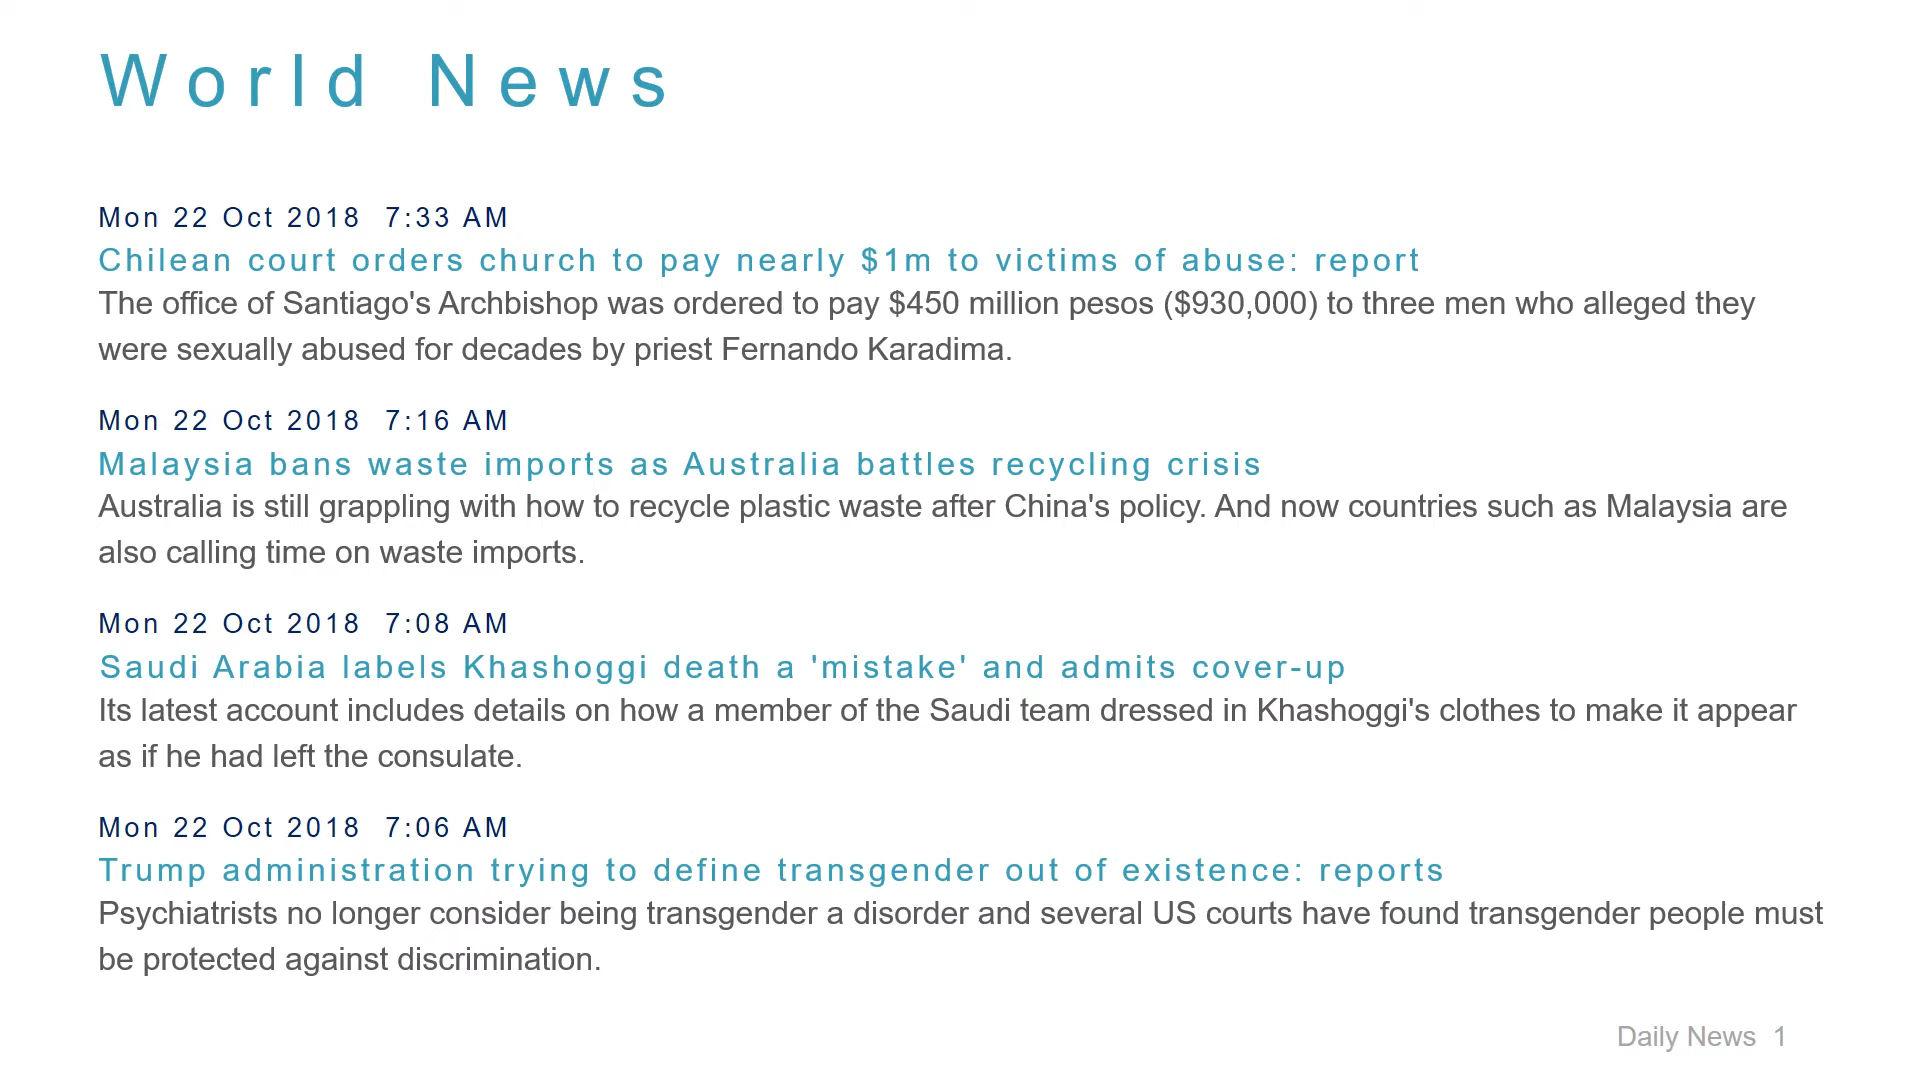 World News
Mon 22 Oct 2018 7:33 AM
Chilean court orders church to pay nearly $1m to victims of abuse: report
The office of Santiago's Archbishop was ordered to pay $450 million pesos ($930,000) to three men who alleged they
were sexually abused for decades by priest Fernando Karadima.
Mon 22 Oct 2018 7:16 AM
Malaysia bans waste imports as Australia battles recycling crisis
Australia is still grappling with how to recycle plastic waste after China's policy. And now countries such as Malaysia are
also calling time on waste imports.
Mon 22 Oct 2018 7:08 AM
Saudi Arabia labels Khashoggi death a 'mistake' and admits cover-up
Its latest account includes details on how a member of the Saudi team dressed in Khashoggi's clothes to make it appear
as if he had left the consulate.
Mon 22 Oct 2018 7:06 AM
Trump administration trying to define transgender out of existence: reports
Psychiatrists no longer consider being transgender a disorder and several US courts have found transgender people must
be protected against discrimination.
Daily News 1